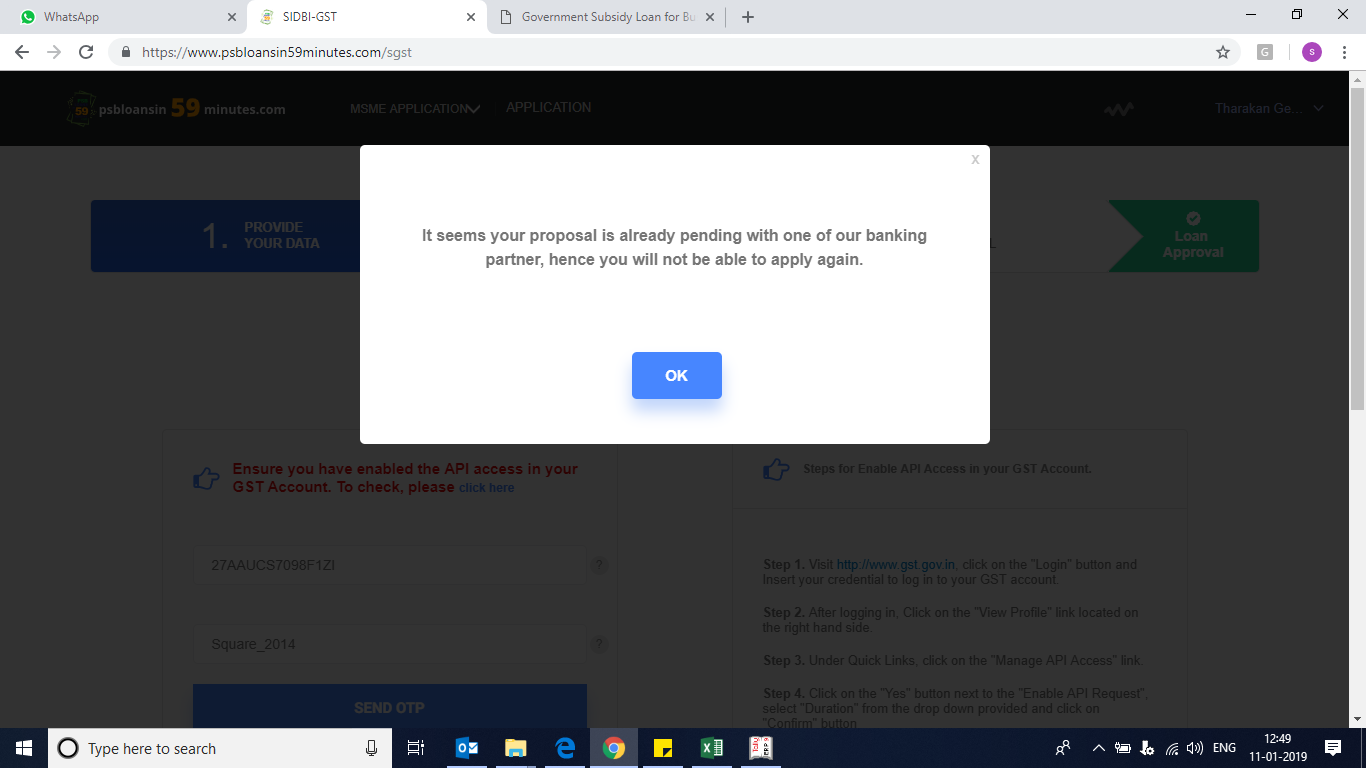 WhatsApp
SIDBI-GST
Government Subsidy Loan for Bu
https://www.psbloansin59minutes.com/sgst
G
s
59
psbloansin 59 minutes.com
MSME APPLICATION
APPLICATION
Tharakan Ge...
X
1.
PROVIDE
YOUR DATA
It seems your proposal is already pending with one of our banking
partner, hence you will not be able to apply again.
Loan
Approval
OK
Ensure you have enabled the API access in your
GST Account. To check, please click here
27AAUCS7098F1ZI
?
Square_2014
?
SEND OTP
Steps for Enable API Access in your GST Account.
Step 1. Visit http://www.gst.gov.in, click on the "Login" button and
Insert your credential to log in to your GST account.
Step 2. After logging in, Click on the "View Profile" link located on
the right hand side.
Step 3. Under Quick Links, click on the "Manage API Access" link.
Step 4. Click on the "Yes" button next to the "Enable API Request",
select "Duration" from the drop down provided and click on
"Confirm" button
Type here to search
ENG
12:49
11-01-2019